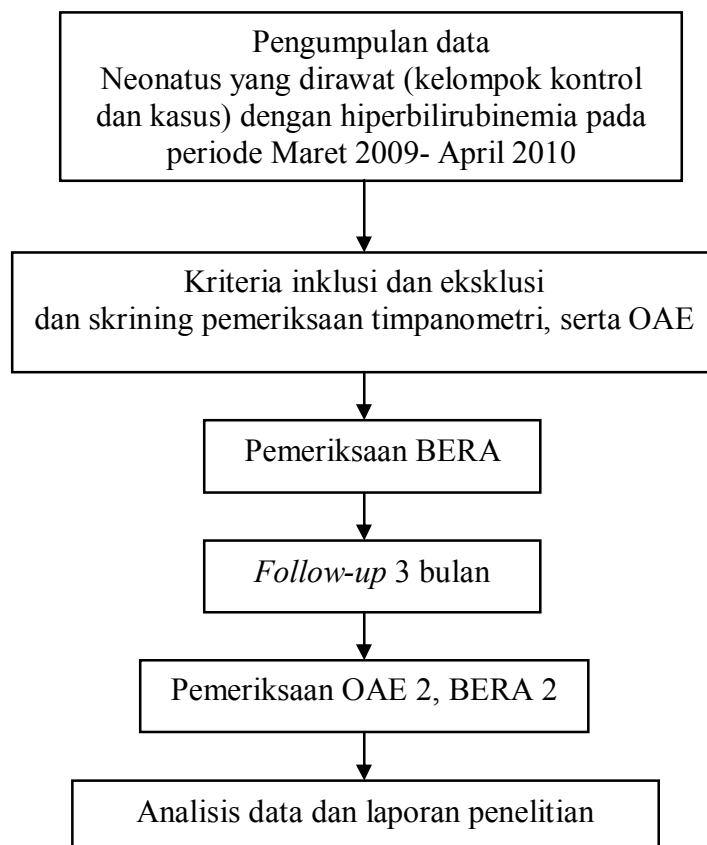 Pengumpulan data
Neonatus yang dirawat (kelompok kontrol
dan kasus) dengan hiperbilirubinemia pada
periode Maret 2009- April 2010
Kriteria inklusi dan eksklusi
dan skrining pemeriksaan timpanometri, serta OAE
Pemeriksaan BERA
Follow-up 3 bulan
Pemeriksaan OAE 2, BERA 2
Analisis data dan laporan penelitian